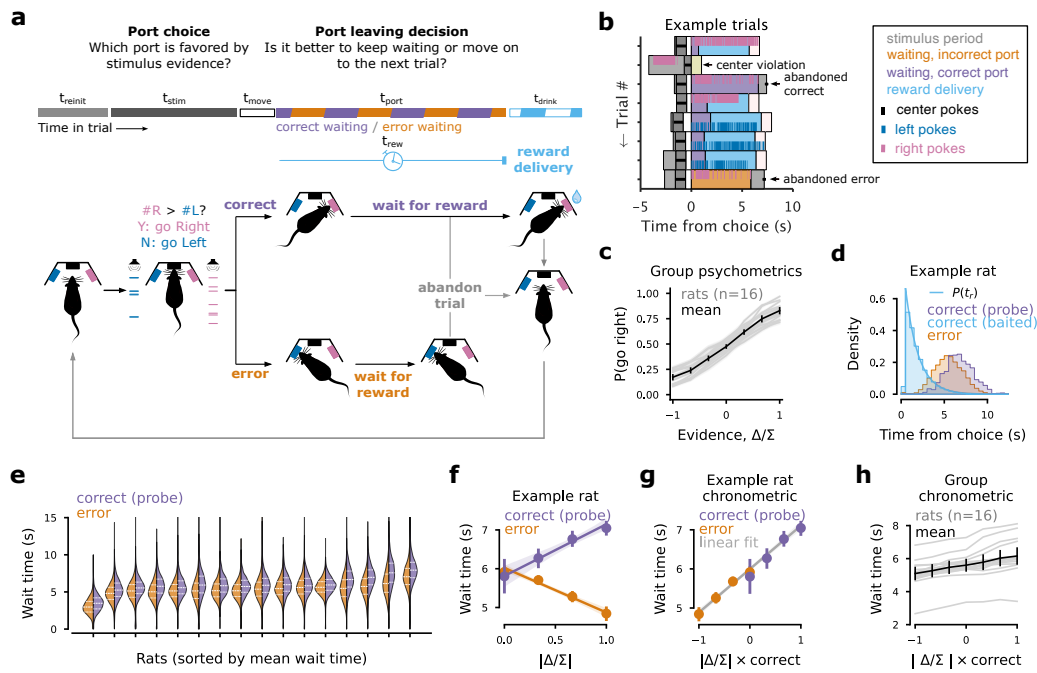 a
Port choice
Which port is favored by
stimulus evidence?
Port leaving decision
Is it better to keep waiting or move on
to the next trial?
t_reinit
t_stim
t_move
t_port
t_drink
Time in trial
correct waiting / error waiting
t_rew
reward
delivery
#R > #L?
Y: go Right
N: go Left
correct
wait for reward
abandon
trial
error
wait for
reward
b
Example trials
← Trial #
center violation
abandoned
correct
abandoned error
−5 0 5 10
Time from choice (s)
stimulus period
waiting, incorrect port
waiting, correct port
reward delivery
center pokes
left pokes
right pokes
c
Group psychometrics
rats (n=16)
mean
P(go right)
1.00
0.75
0.50
0.25
0.00
−1 0 1
Evidence, Δ/Σ
d
Example rat
P(t_r)
correct (probe)
correct (baited)
error
Density
0.6
0.4
0.2
0.0
0 5 10
Time from choice (s)
e
correct (probe)
error
Wait time (s)
15
10
5
0
Rats (sorted by mean wait time)
f
Example rat
correct (probe)
error
Wait time (s)
7
6
5
0.0 0.5 1.0
|Δ/Σ|
g
Example rat
chronometric
correct (probe)
error
linear fit
Wait time (s)
7
6
5
−1 0 1
|Δ/Σ| × correct
h
Group
chronometric
rats (n=16)
mean
Wait time (s)
8
6
4
2
−1 0 1
| Δ/Σ | × correct